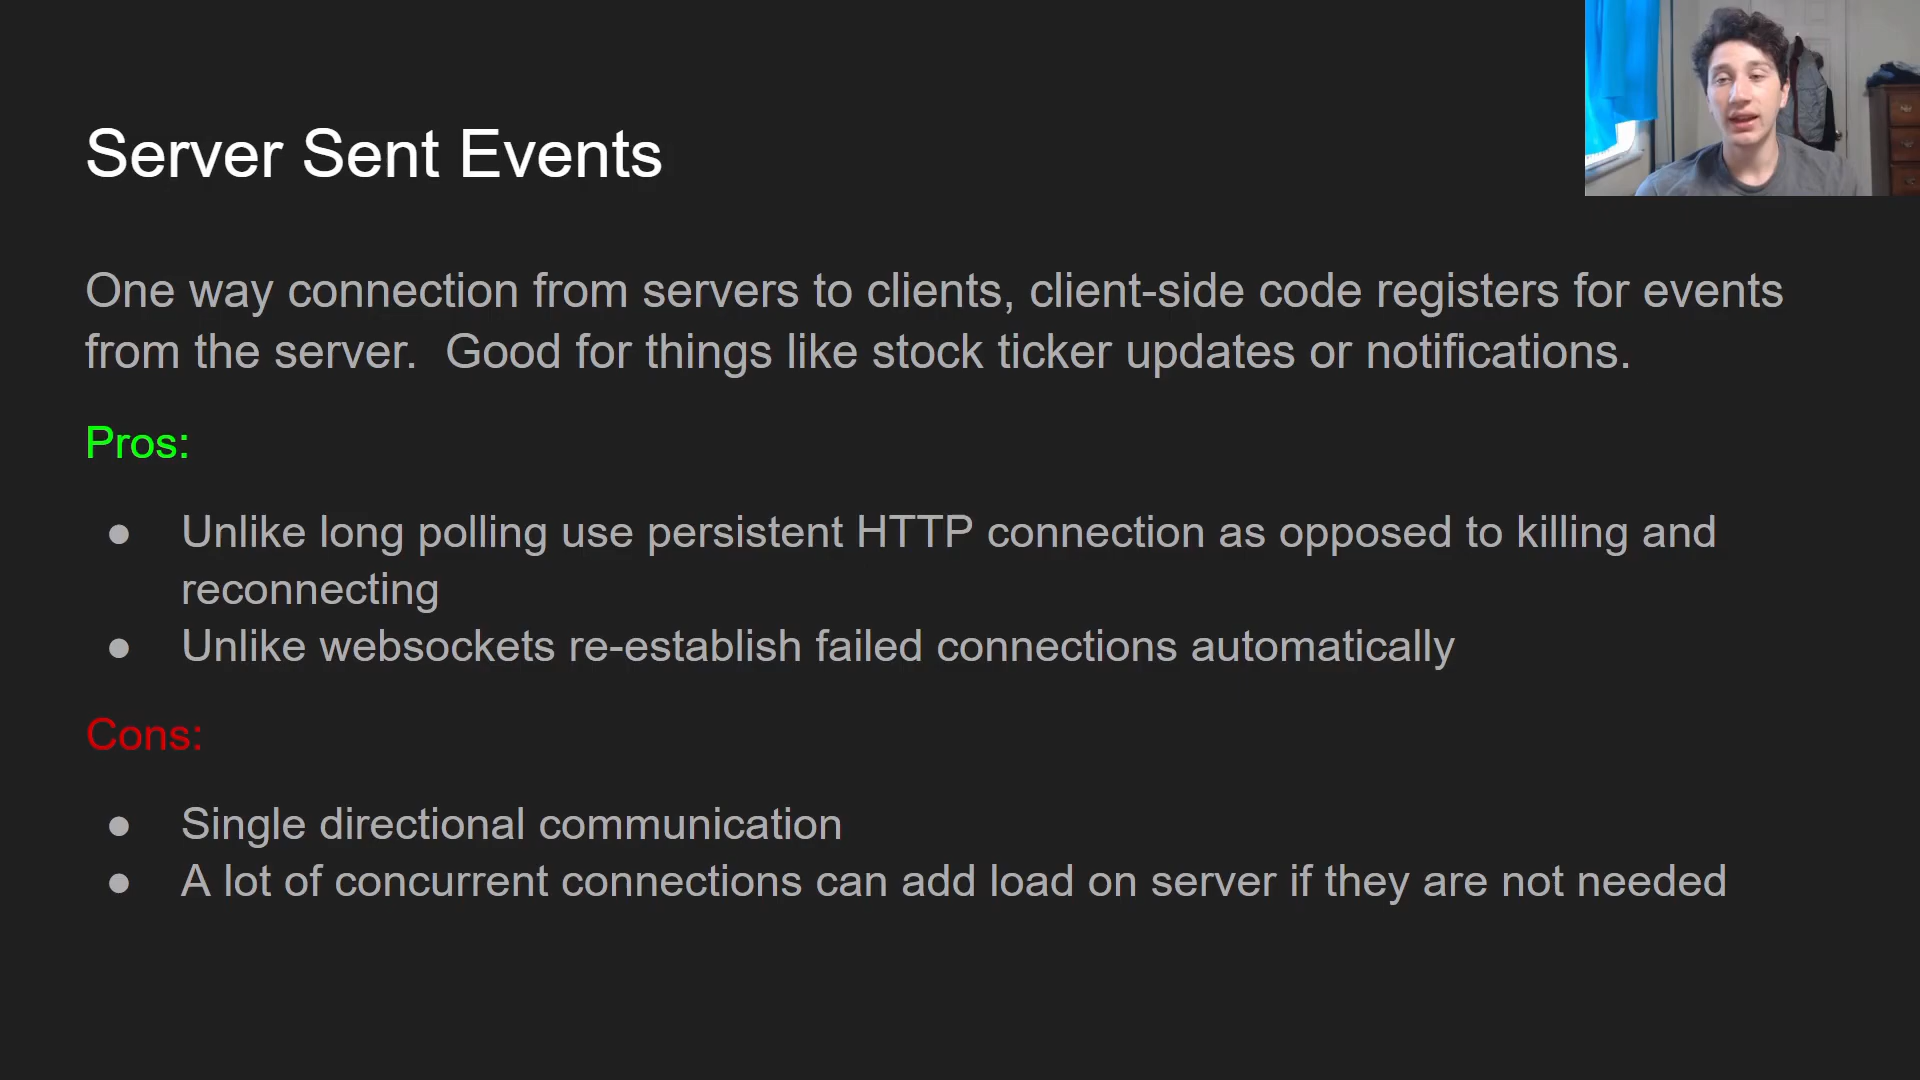 Server Sent Events
One way connection from servers to clients, client-side code registers for events
from the server.  Good for things like stock ticker updates or notifications.
Pros:
● Unlike long polling use persistent HTTP connection as opposed to killing and
reconnecting
● Unlike websockets re-establish failed connections automatically
Cons:
● Single directional communication
● A lot of concurrent connections can add load on server if they are not needed